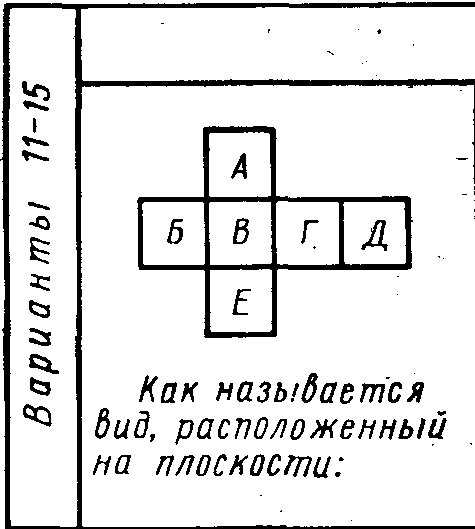 Варианты 11-15
А
Б В Г Д
Е
Как называется
вид, расположенный
на плоскости: